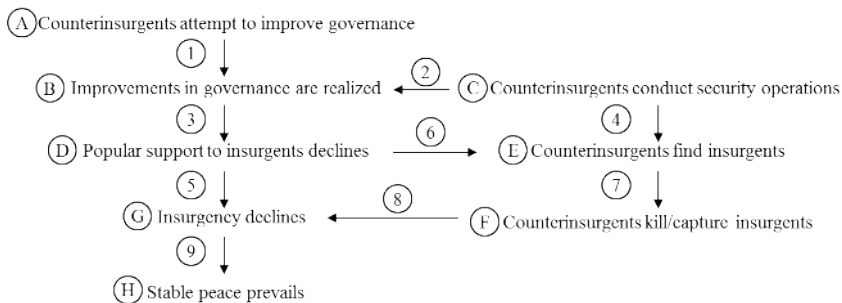 A Counterinsurgents attempt to improve governance
1
2
B Improvements in governance are realized
C Counterinsurgents conduct security operations
3
4
6
D Popular support to insurgents declines
E Counterinsurgents find insurgents
5
7
8
G Insurgency declines
F Counterinsurgents kill/capture insurgents
9
H Stable peace prevails